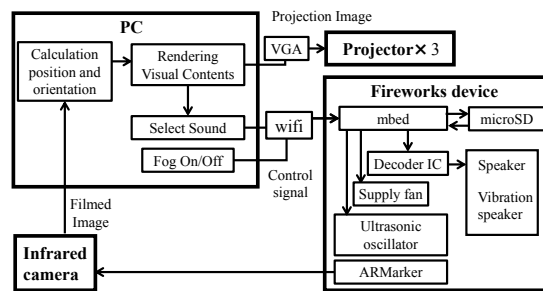 PC
Projection Image
Calculation
position and
orientation
Rendering
Visual Contents
VGA
Projector× 3
Select Sound
Fog On/Off
wifi
Control
signal
Fireworks device
mbed
microSD
Decoder IC
Supply fan
Speaker
Vibration
speaker
Ultrasonic
oscillator
ARMarker
Filmed
Image
Infrared
camera